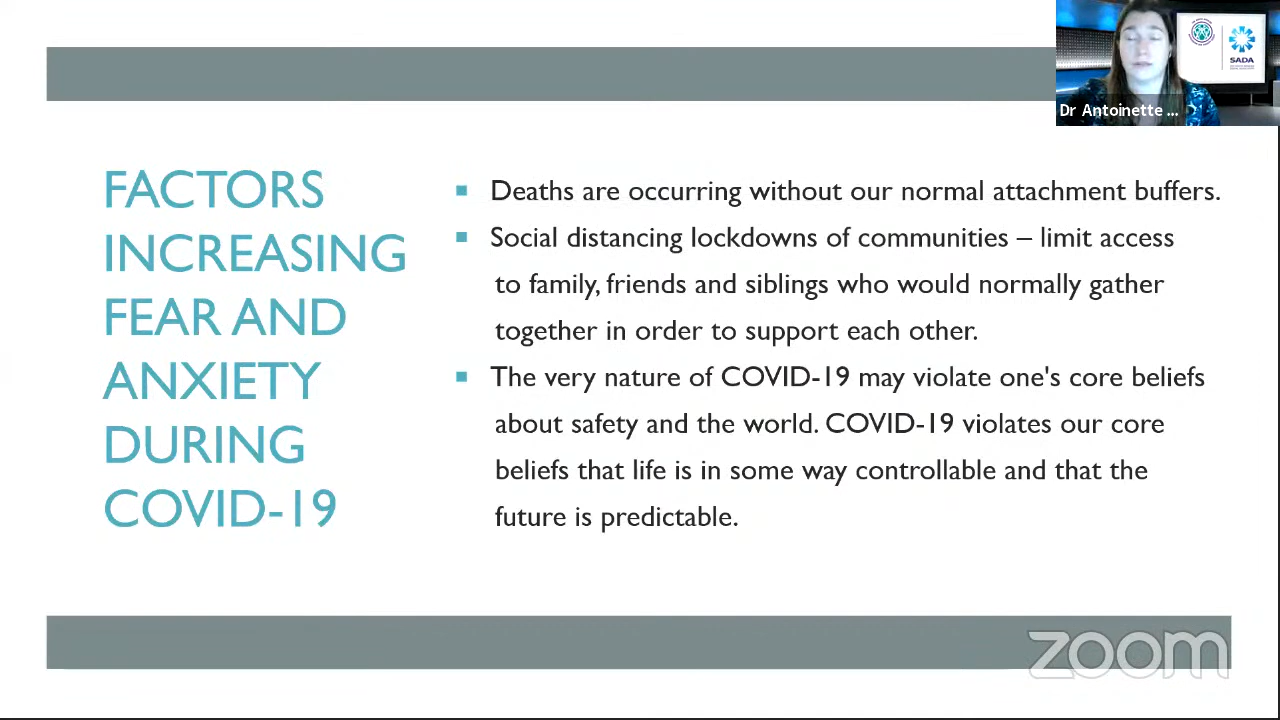 SADA
Dr Antoinette ...
FACTORS
INCREASING
FEAR AND
ANXIETY
DURING
COVID-19
▪ Deaths are occurring without our normal attachment buffers.
▪ Social distancing lockdowns of communities – limit access
to family, friends and siblings who would normally gather
together in order to support each other.
▪ The very nature of COVID-19 may violate one's core beliefs
about safety and the world. COVID-19 violates our core
beliefs that life is in some way controllable and that the
future is predictable.
zoom